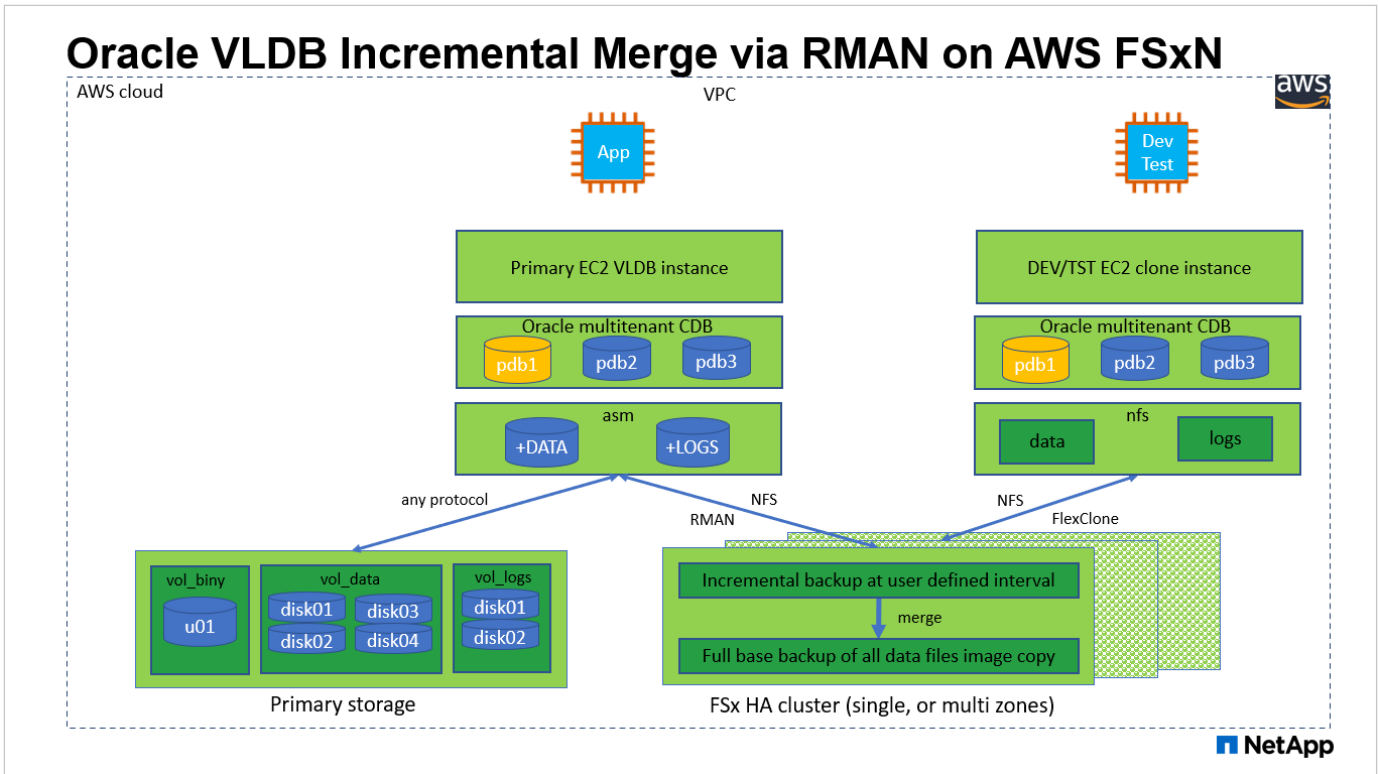 Oracle VLDB Incremental Merge via RMAN on AWS FSxN
AWS cloud
VPC
aws
App
Dev
Test
Primary EC2 VLDB instance
DEV/TST EC2 clone instance
Oracle multitenant CDB
pdb1
pdb2
pdb3
Oracle multitenant CDB
pdb1
pdb2
pdb3
asm
+DATA
+LOGS
nfs
data
logs
any protocol
NFS
RMAN
NFS
FlexClone
vol_biny
u01
vol_data
disk01
disk03
disk02
disk04
vol_logs
disk01
disk02
Incremental backup at user defined interval
merge
Full base backup of all data files image copy
Primary storage
FSx HA cluster (single, or multi zones)
NetApp